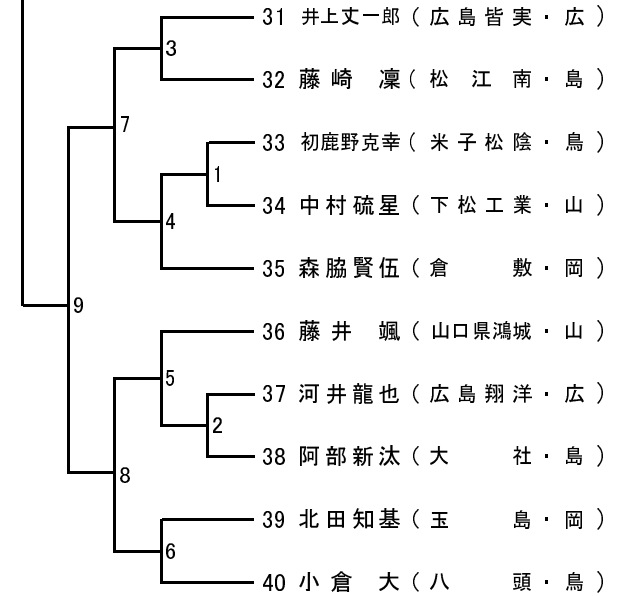 31 井上丈一郎（広島皆実・広）
3
32 藤崎 凜（松江南・島）
7
33 初鹿野克幸（米子松陰・鳥）
1
34 中村硫星（下松工業・山）
4
35 森脇賢伍（倉敷・岡）
9
36 藤井 颯（山口県鴻城・山）
5
37 河井龍也（広島翔洋・広）
2
38 阿部新汰（大社・島）
8
39 北田知基（玉島・岡）
6
40 小倉 大（八頭・鳥）